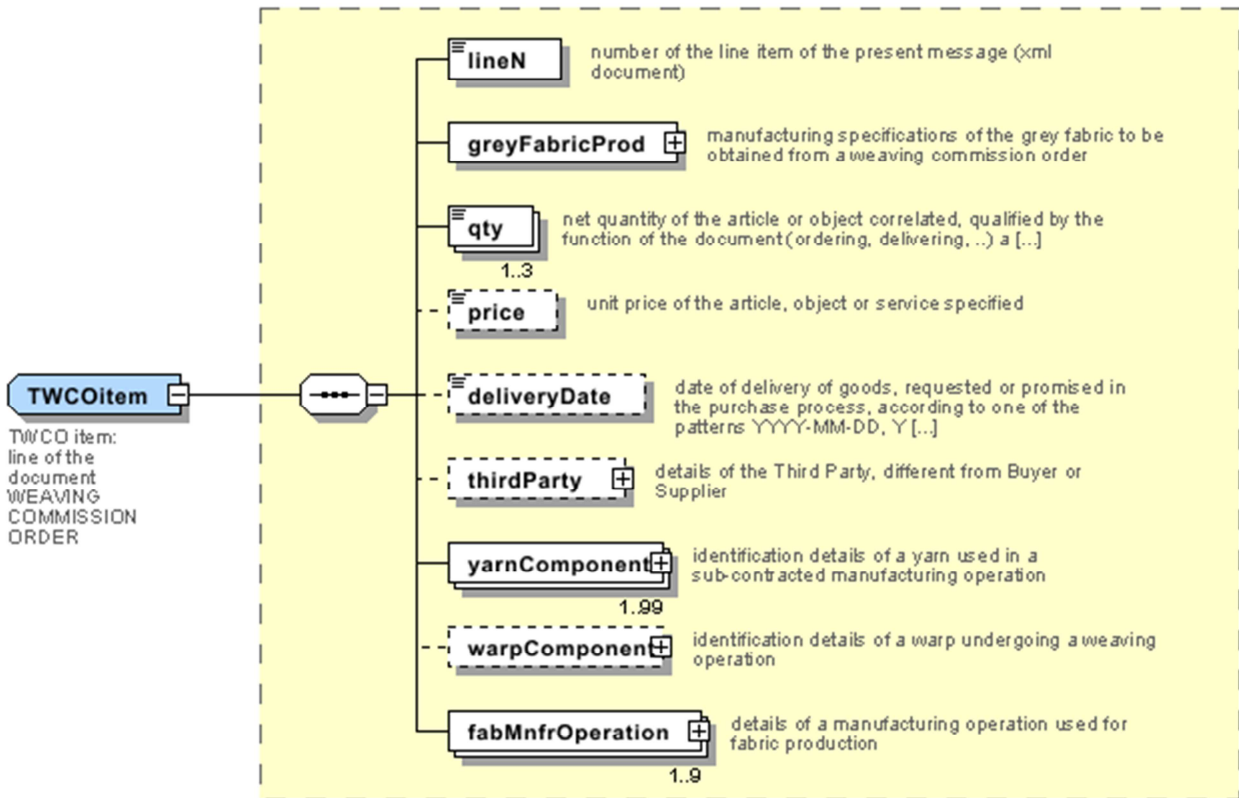 lineN
number of the line item of the present message (xml
document)
greyFabricProd
manufacturing specifications of the grey fabric to be
obtained from a weaving commission order
qty
net quantity of the article or object correlated, qualified by the
function of the document (ordering, delivering, ..) a [...]
1..3
price
unit price of the article, object or service specified
TWCOitem
TWCO item:
line of the
document
WEAVING
COMMISSION
ORDER
deliveryDate
date of delivery of goods, requested or promised in
the purchase process, according to one of the
patterns YYYY-MM-DD, Y [...]
thirdParty
details of the Third Party, different from Buyer or
Supplier
yarnComponent
identification details of a yarn used in a
sub-contracted manufacturing operation
1..99
warpComponent
identification details of a warp undergoing a weaving
operation
fabMnfrOperation
details of a manufacturing operation used for
fabric production
1..9